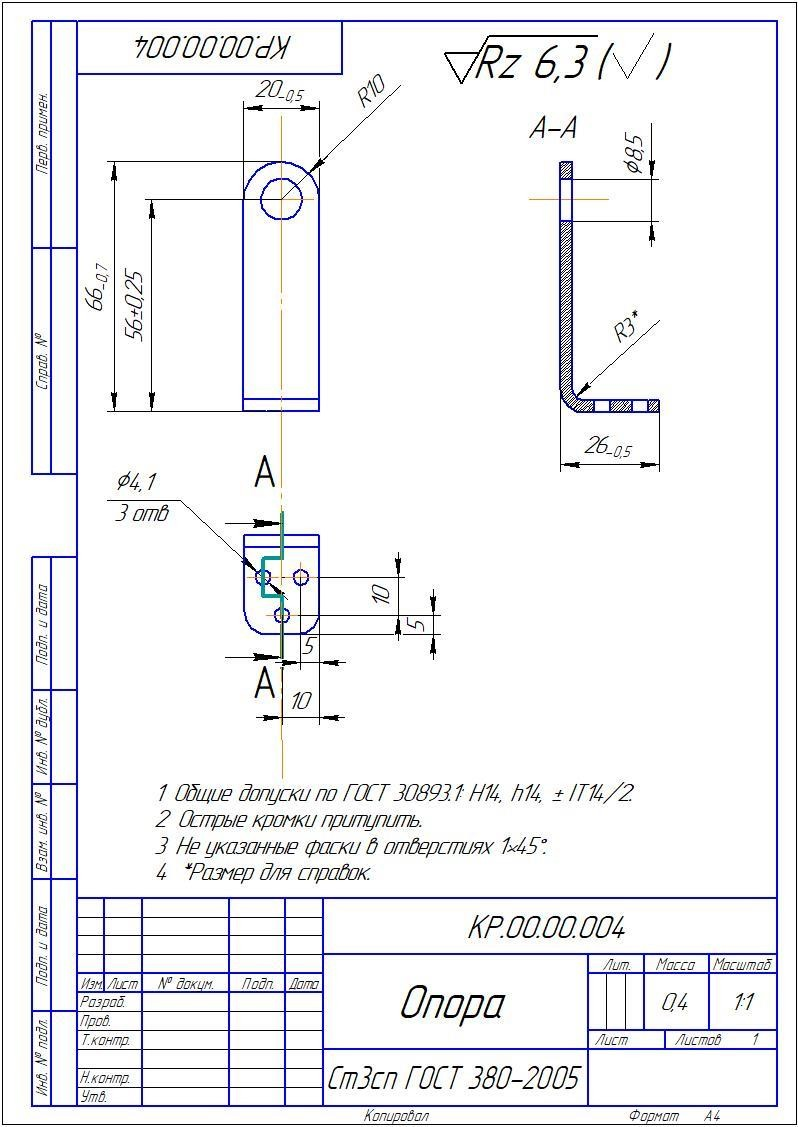 КР.00.00.004
Rz 6,3 (√)
Перв. примен.
Справ. №
20-0,5
R10
66-0,7
56±0,25
А-А
ϕ8,5
R3*
26-0,5
А
ϕ4,1
3 отв
10
5
5
А
10
1 Общие допуски по ГОСТ 30893.1: H14, h14, ± IT14/2.
2 Острые кромки притупить.
3 Не указанные фаски в отверстиях 1×45°.
4 *Размер для справок.
Подп. и дата
Инв. № дубл.
Взам. инв. №
Подп. и дата
Инв. № подл.
КР.00.00.004
Изм. Лист № докум. Подп. Дата
Разраб.
Пров.
Т.контр.
Н.контр.
Утв.
Опора
Лит. Масса Масштаб
0,4 1:1
Лист Листов 1
Ст3сп ГОСТ 380-2005
Копировал Формат А4